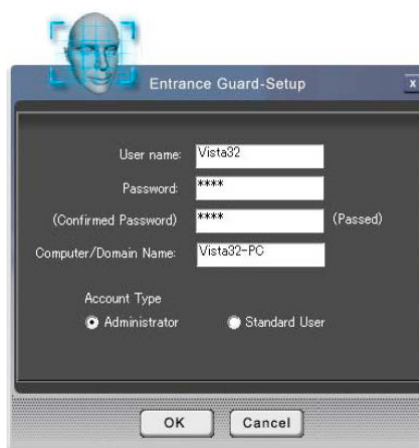 Entrance Guard-Setup x
User name: Vista32
Password: ****
(Confirmed Password) **** (Passed)
Computer/Domain Name: Vista32-PC
Account Type
Administrator Standard User
OK Cancel